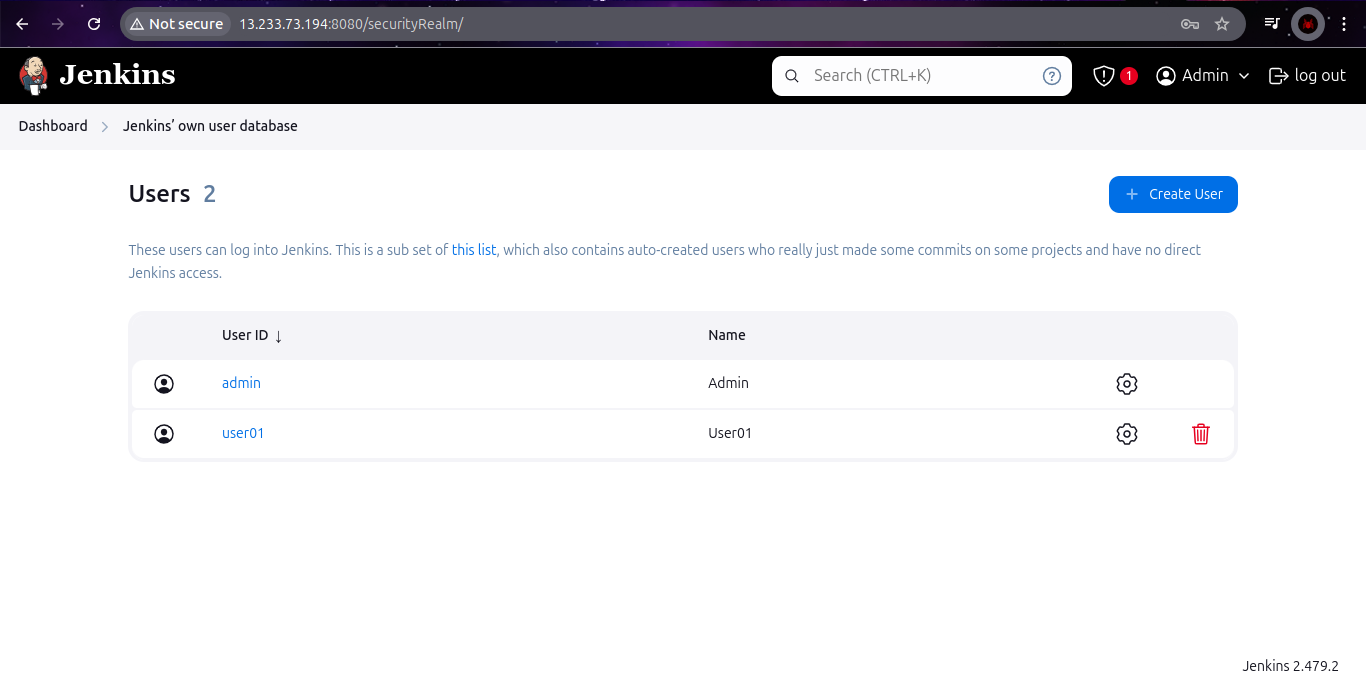 Not secure 13.233.73.194:8080/securityRealm/
Jenkins Search (CTRL+K) ? 1 Admin log out
Dashboard Jenkins’ own user database
Users 2 + Create User
These users can log into Jenkins. This is a sub set of this list, which also contains auto-created users who really just made some commits on some projects and have no direct
Jenkins access.
User ID ↓ Name
admin Admin
user01 User01
Jenkins 2.479.2